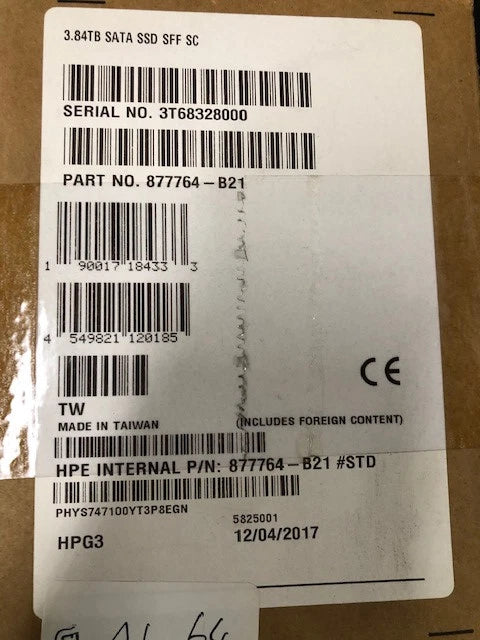 3.84TB SATA SSD SFF SC
SERIAL NO. 3T68328000
PART NO. 877764-B21
1 90017 18433 3
4 549821 120185
CE
TW
MADE IN TAIWAN (INCLUDES FOREIGN CONTENT)
HPE INTERNAL P/N: 877764-B21 #STD
PHYS747100YT3P8EGN
5825001
HPG3 12/04/2017